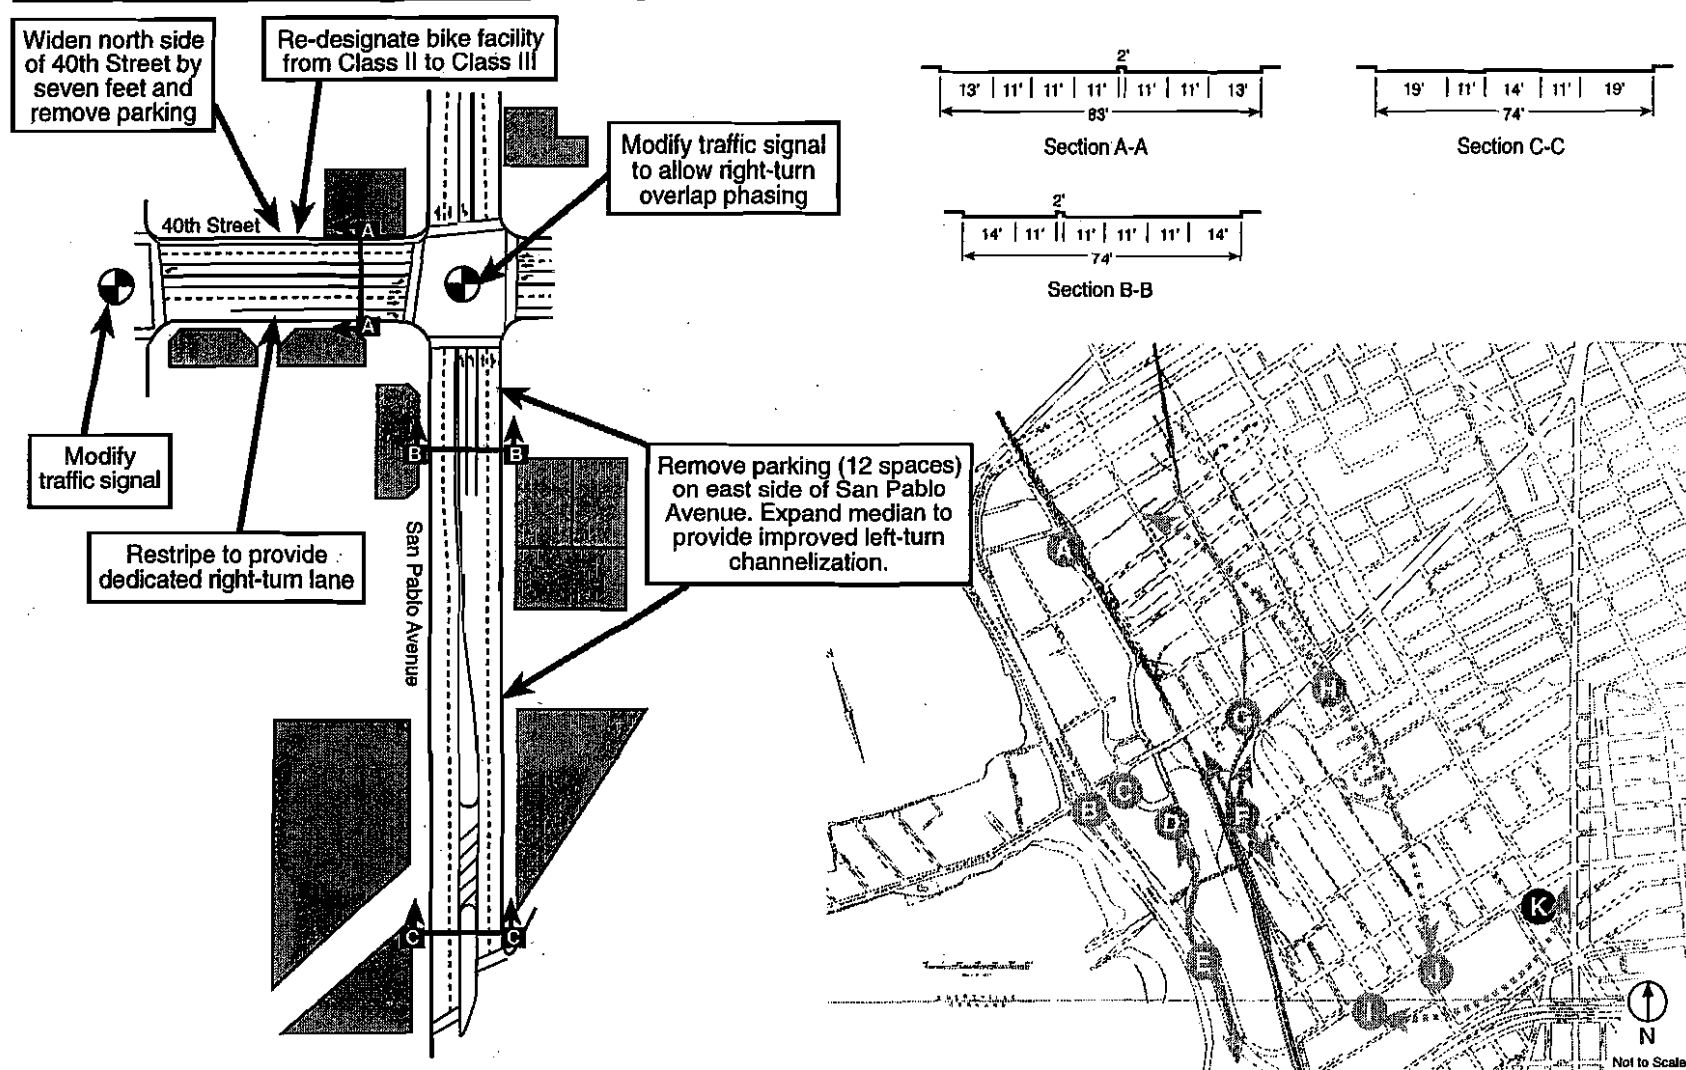 Widen north side
of 40th Street by
seven feet and
remove parking
Re-designate bike facility
from Class II to Class III
Modify traffic signal
to allow right-turn
overlap phasing
40th Street
A
A
Modify
traffic signal
Restripe to provide
dedicated right-turn lane
B
B
Remove parking (12 spaces)
on east side of San Pablo
Avenue. Expand median to
provide improved left-turn
channelization.
San Pablo Avenue
C
C
2'
13' 11' 11' 11' 11' 11' 13'
83'
Section A-A
19' 11' 14' 11' 19'
74'
Section C-C
2'
14' 11' 11' 11' 11' 14'
74'
Section B-B
A
H
G
B
C
D
F
K
E
J
I
N
Not to Scale